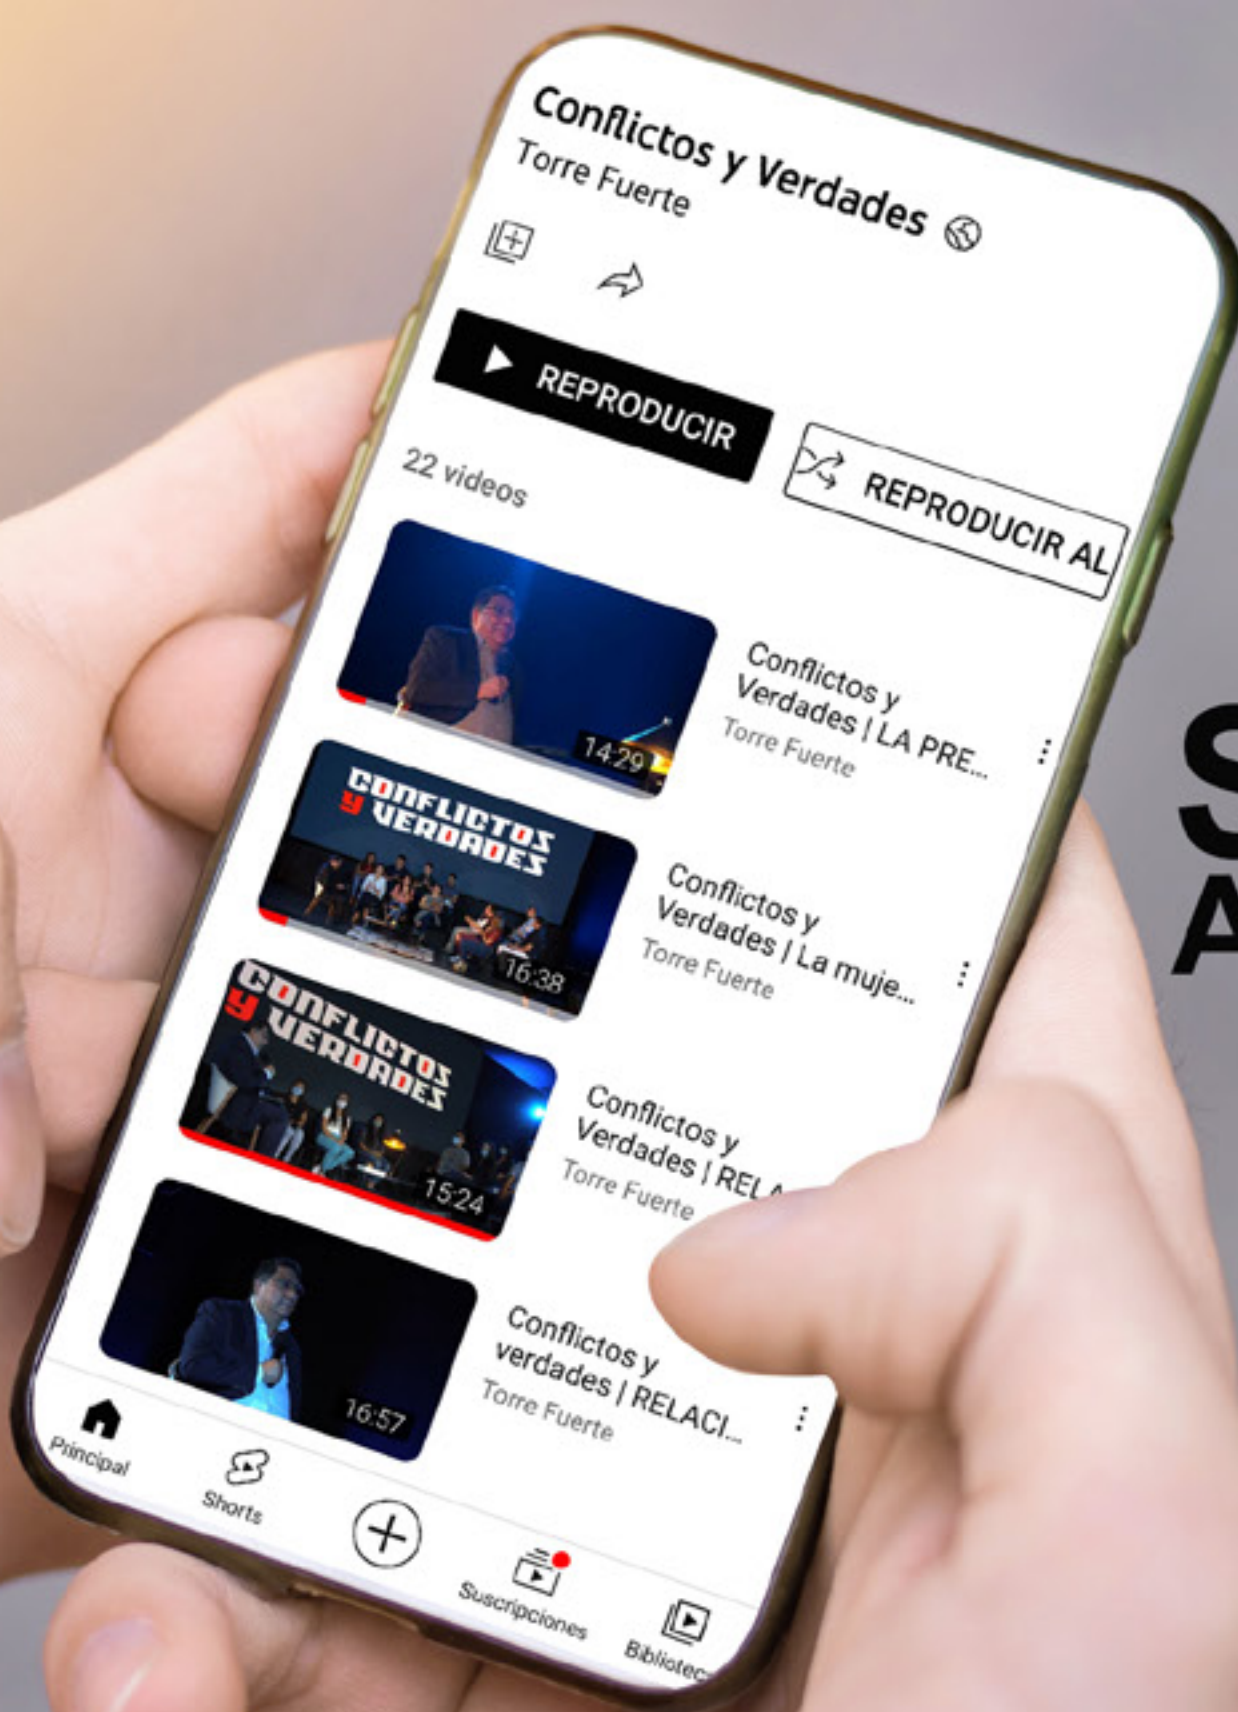 Conflictos y Verdades
Torre Fuerte
REPRODUCIR
REPRODUCIR AL
22 videos
14:29
Conflictos y
Verdades | LA PRE...
Torre Fuerte
CONFLICTOS
Y VERDADES
16:38
Conflictos y
Verdades | La muje...
Torre Fuerte
CONFLICTOS
Y VERDADES
15:24
Conflictos y
Verdades | RELA
Torre Fuerte
16:57
Conflictos y
verdades | RELACI...
Torre Fuerte
Principal
Shorts
Suscripciones
Bibliotec
S
A